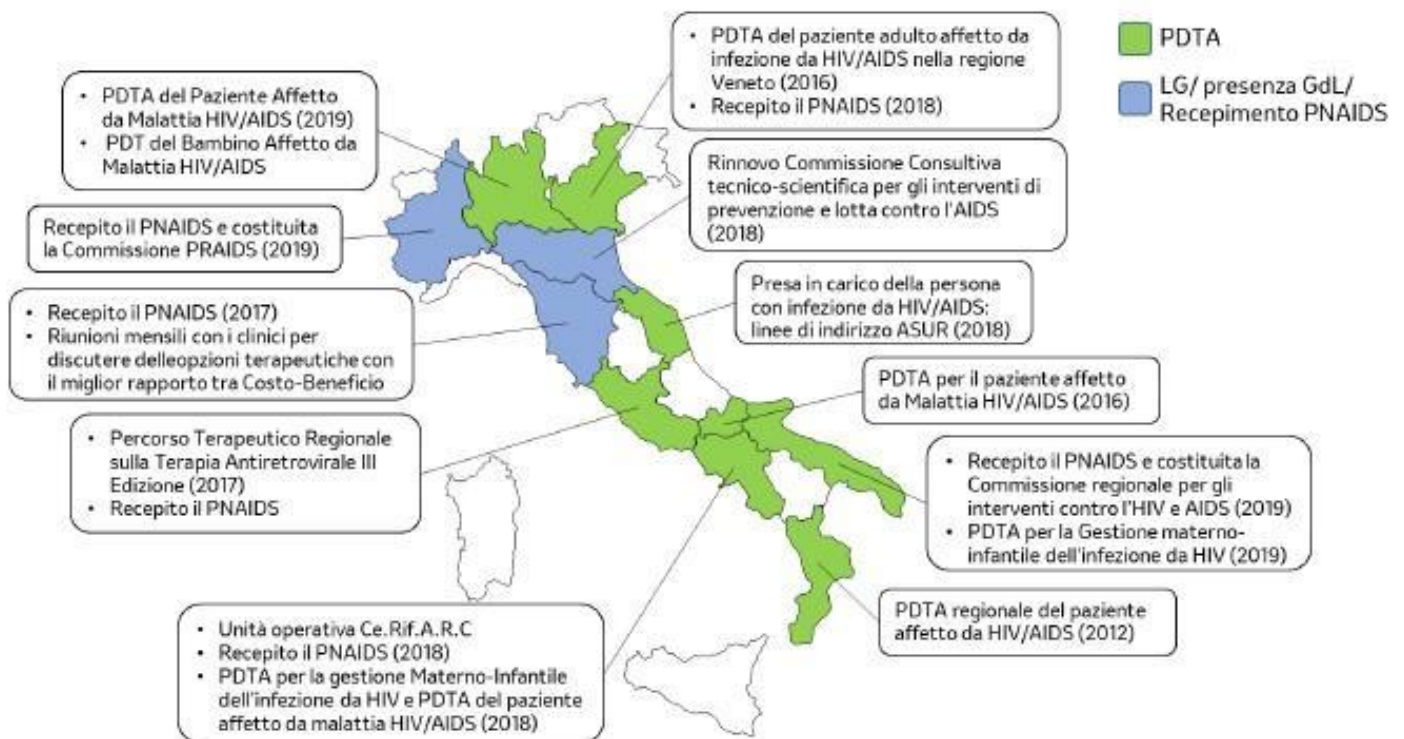 • PDTA del paziente adulto affetto da
infezione da HIV/AIDS nella regione
Veneto (2016)
• Recepito il PNAIDS (2018)
PDTA
LG/ presenza GdL/
Recepimento PNAIDS
• PDTA del Paziente Affetto
da Malattia HIV/AIDS (2019)
• PDT del Bambino Affetto da
Malattia HIV/AIDS
Rinnovo Commissione Consultiva
tecnico-scientifica per gli interventi di
prevenzione e lotta contro l'AIDS
(2018)
Recepito il PNAIDS e costituita
la Commissione PRAIDS (2019)
Presa in carico della persona
con infezione da HIV/AIDS:
linee di indirizzo ASUR (2018)
• Recepito il PNAIDS (2017)
• Riunioni mensili con i clinici per
discutere delleopzioni terapeutiche con
il miglior rapporto tra Costo-Beneficio
PDTA per il paziente affetto
da Malattia HIV/AIDS (2016)
• Percorso Terapeutico Regionale
sulla Terapia Antiretrovirale III
Edizione (2017)
• Recepito il PNAIDS
• Recepito il PNAIDS e costituita la
Commissione regionale per gli
interventi contro l'HIV e AIDS (2019)
• PDTA per la Gestione materno-
infantile dell'infezione da HIV (2019)
PDTA regionale del paziente
affetto da HIV/AIDS (2012)
• Unità operativa Ce.Rif.A.R.C
• Recepito il PNAIDS (2018)
• PDTA per la gestione Materno-Infantile
dell'infezione da HIV e PDTA del paziente
affetto da malattia HIV/AIDS (2018)